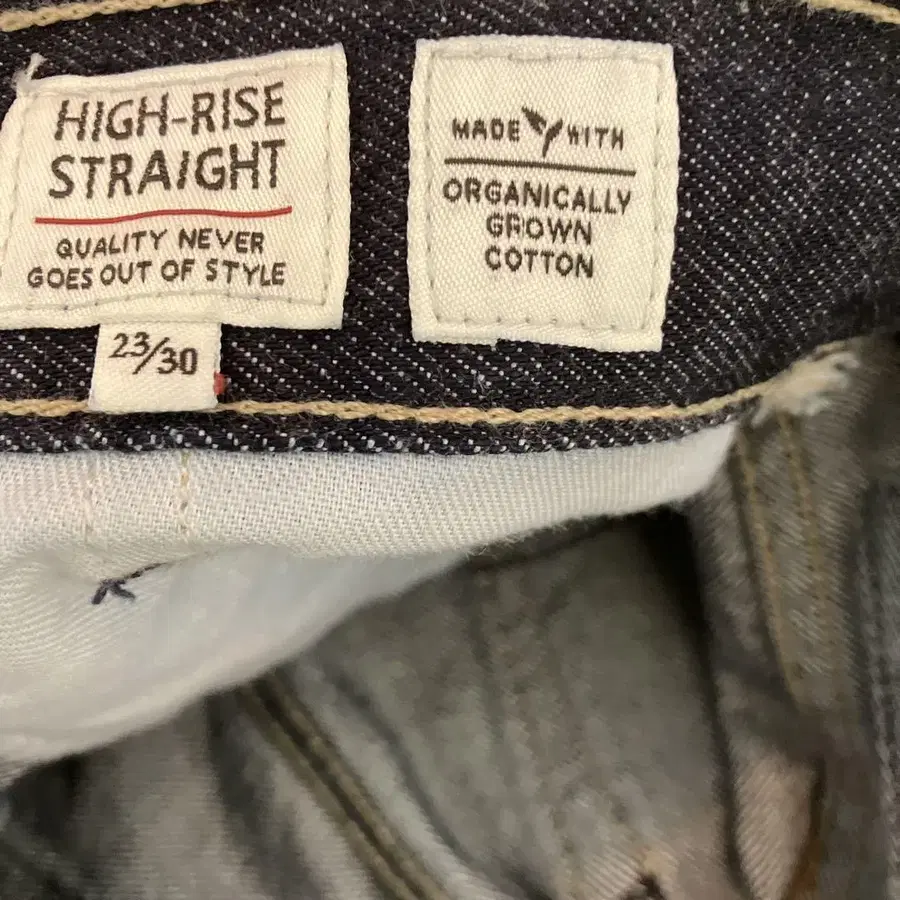 HIGH-RISE
STRAIGHT
QUALITY NEVER
GOES OUT OF STYLE
23/30
MADE WITH
ORGANICALLY
GROWN
COTTON